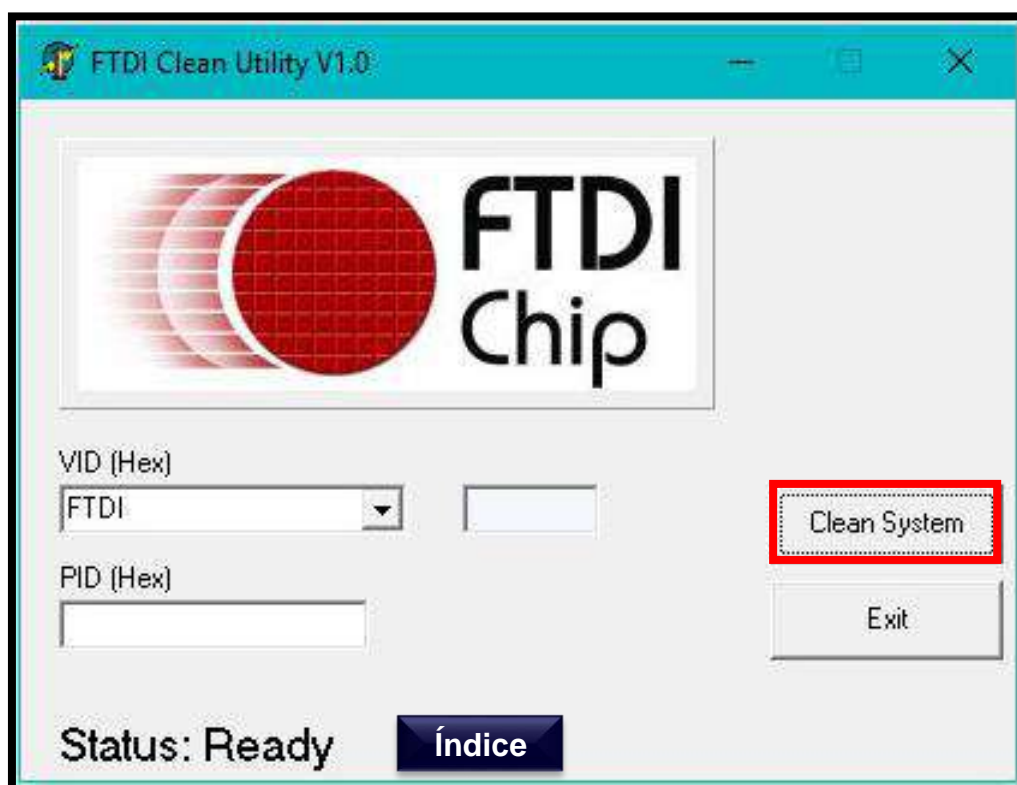 FTDI Clean Utility V1.0
FTDI
Chip
VID (Hex)
FTDI
Clean System
PID (Hex)
Exit
Status: Ready
Índice